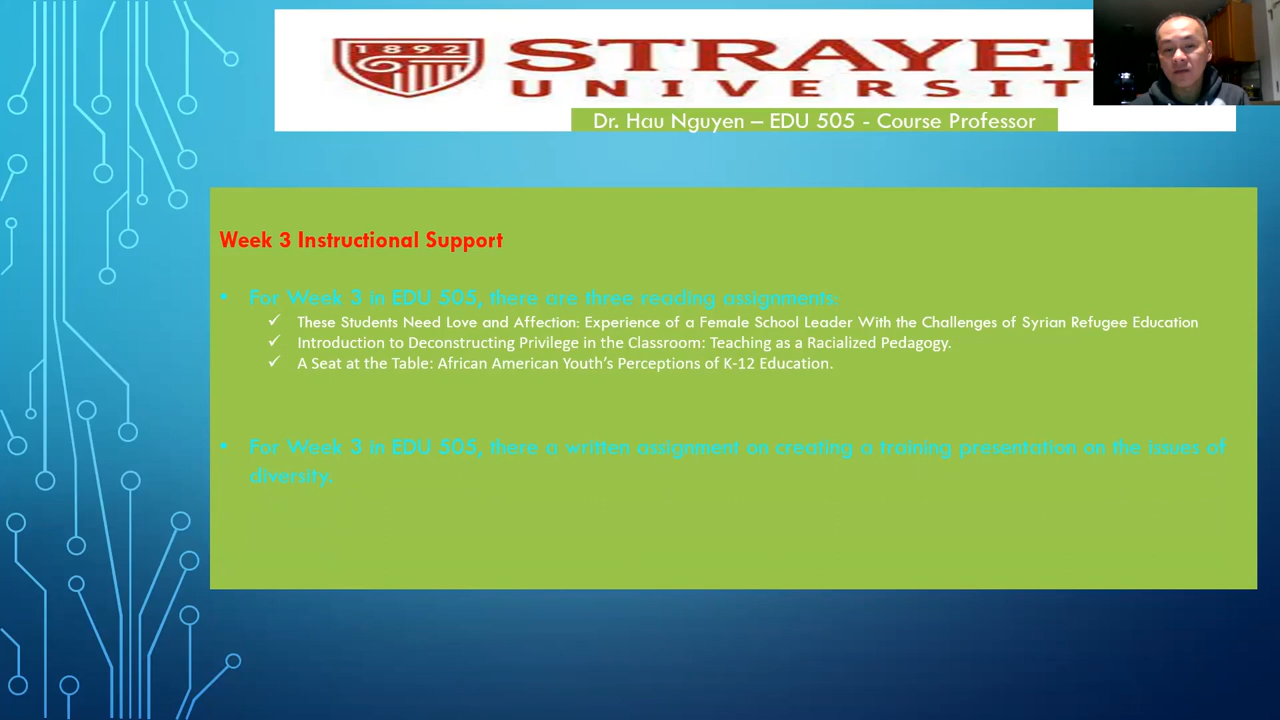 1892
STRAYER
UNIVERSIT
Dr. Hau Nguyen – EDU 505 - Course Professor
Week 3 Instructional Support
• For Week 3 in EDU 505, there are three reading assignments:
✓ These Students Need Love and Affection: Experience of a Female School Leader With the Challenges of Syrian Refugee Education
✓ Introduction to Deconstructing Privilege in the Classroom: Teaching as a Racialized Pedagogy.
✓ A Seat at the Table: African American Youth's Perceptions of K-12 Education.
• For Week 3 in EDU 505, there a written assignment on creating a training presentation on the issues of
diversity.